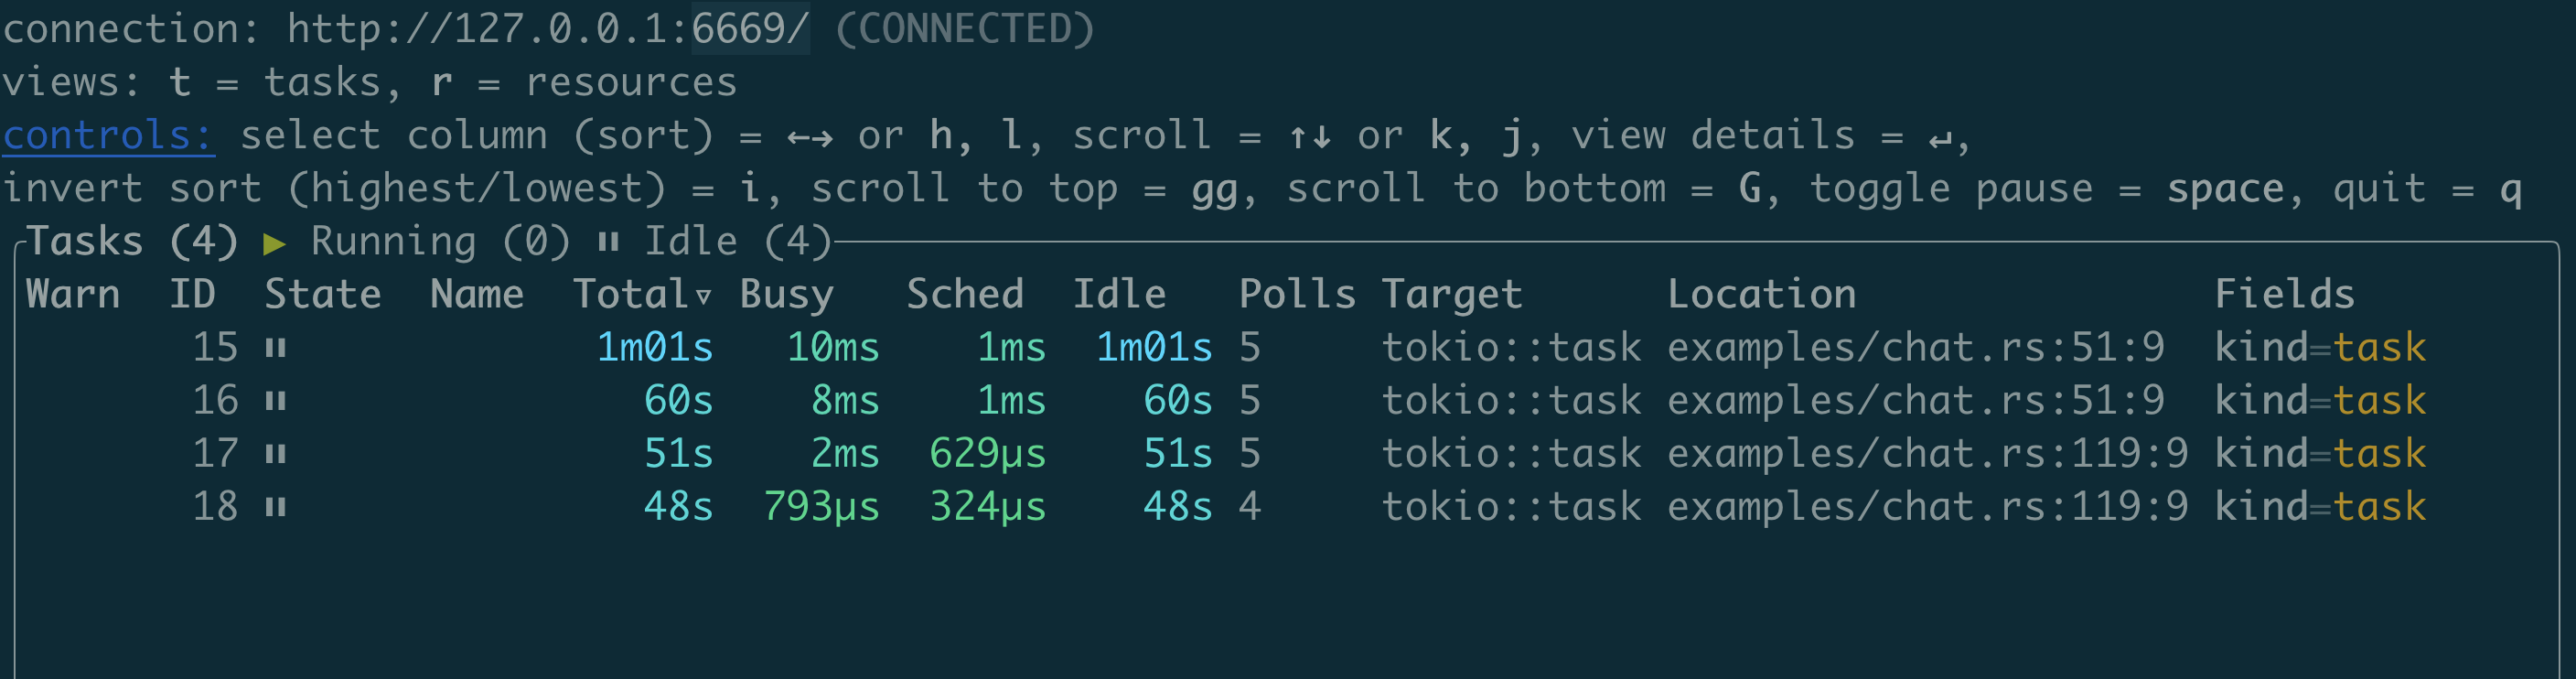 connection: http://127.0.0.1:6669/ (CONNECTED)
views: t = tasks, r = resources
controls: select column (sort) = ←→ or h, l, scroll = ↑↓ or k, j, view details = ↵,
invert sort (highest/lowest) = i, scroll to top = gg, scroll to bottom = G, toggle pause = space, quit = q
Tasks (4) ▶ Running (0) ⏸ Idle (4)
Warn ID State Name Total▿ Busy Sched Idle Polls Target Location Fields
15 ⏸ 1m01s 10ms 1ms 1m01s 5 tokio::task examples/chat.rs:51:9 kind=task
16 ⏸ 60s 8ms 1ms 60s 5 tokio::task examples/chat.rs:51:9 kind=task
17 ⏸ 51s 2ms 629µs 51s 5 tokio::task examples/chat.rs:119:9 kind=task
18 ⏸ 48s 793µs 324µs 48s 4 tokio::task examples/chat.rs:119:9 kind=task